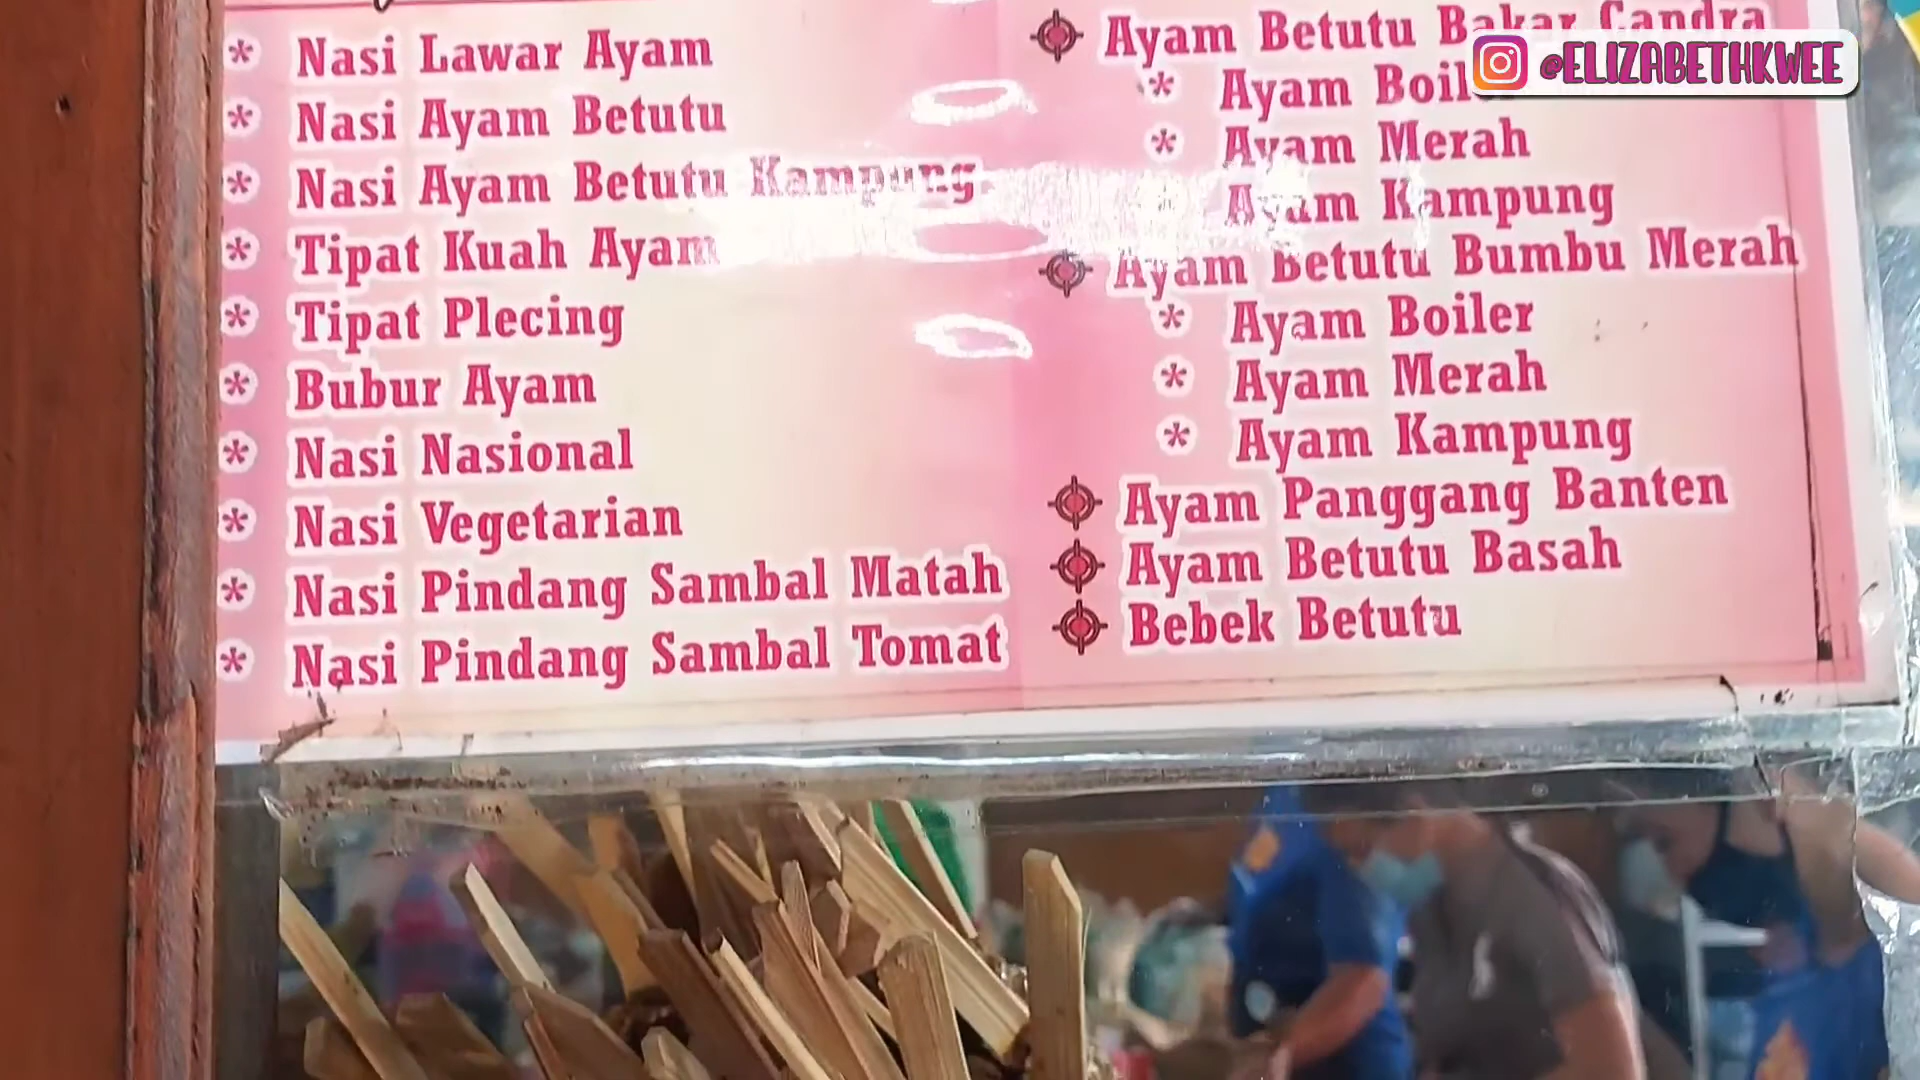 Nasi Lawar Ayam
Nasi Ayam Betutu
Nasi Ayam Betutu Kampung
Tipat Kuah Ayam
Tipat Plecing
Bubur Ayam
Nasi Nasional
Nasi Vegetarian
Nasi Pindang Sambal Matah
Nasi Pindang Sambal Tomat
Ayam Betutu Bakar Candra
Ayam Boiler
Ayam Merah
Ayam Kampung
Ayam Betutu Bumbu Merah
Ayam Boiler
Ayam Merah
Ayam Kampung
Ayam Panggang Banten
Ayam Betutu Basah
Bebek Betutu
@ELIZABETHKWEE